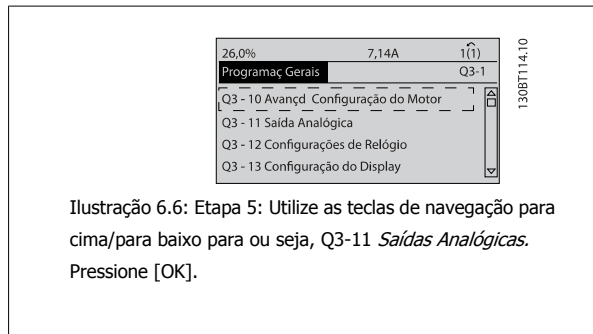 26,0% 7,14A 1(1)
Programaç Gerais Q3-1
Q3 - 10 Avançd Configuração do Motor
Q3 - 11 Saída Analógica
Q3 - 12 Configurações de Relógio
Q3 - 13 Configuração do Display
130BT114.10
Ilustração 6.6: Etapa 5: Utilize as teclas de navegação para
cima/para baixo para ou seja, Q3-11 Saídas Analógicas.
Pressione [OK].